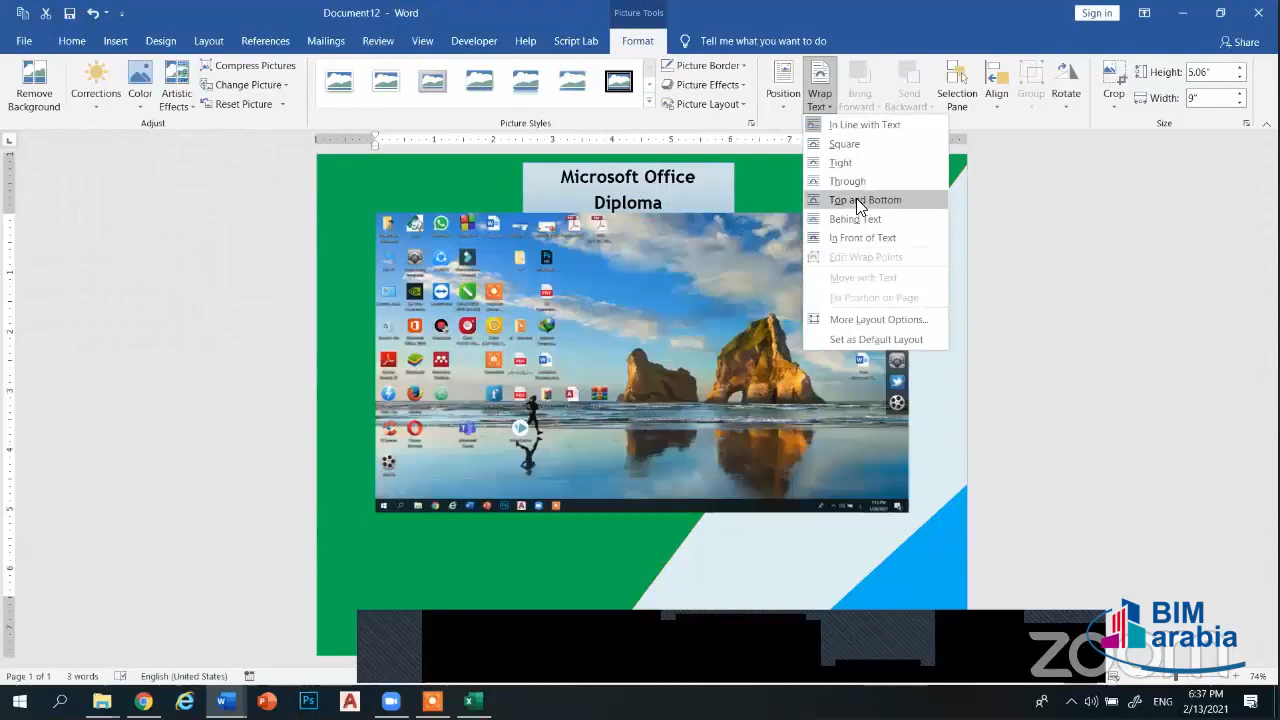 Document12 - Word
Picture Tools
Sign in
File Home Insert Design Layout References Mailings Review View Developer Help Script Lab Format Tell me what you want to do Share
Remove Background
Corrections
Color
Artistic Effects
Compress Pictures
Change Picture
Reset Picture
Picture Border
Picture Effects
Picture Layout
Position
Wrap Text
Bring Forward
Send Backward
Selection Pane
Align
Group
Rotate
Crop
Height: 5.06"
Width: 9"
Adjust
Picture Styles
Size
In Line with Text
Square
Tight
Through
Top and Bottom
Behind Text
In Front of Text
Edit Wrap Points
Move with Text
Fix Position on Page
More Layout Options...
Set as Default Layout
Microsoft Office
Diploma
zoom
BIM
arabia
Page 1 of 1 3 words English (United States) 74%
ENG
6:37 PM
2/13/2021